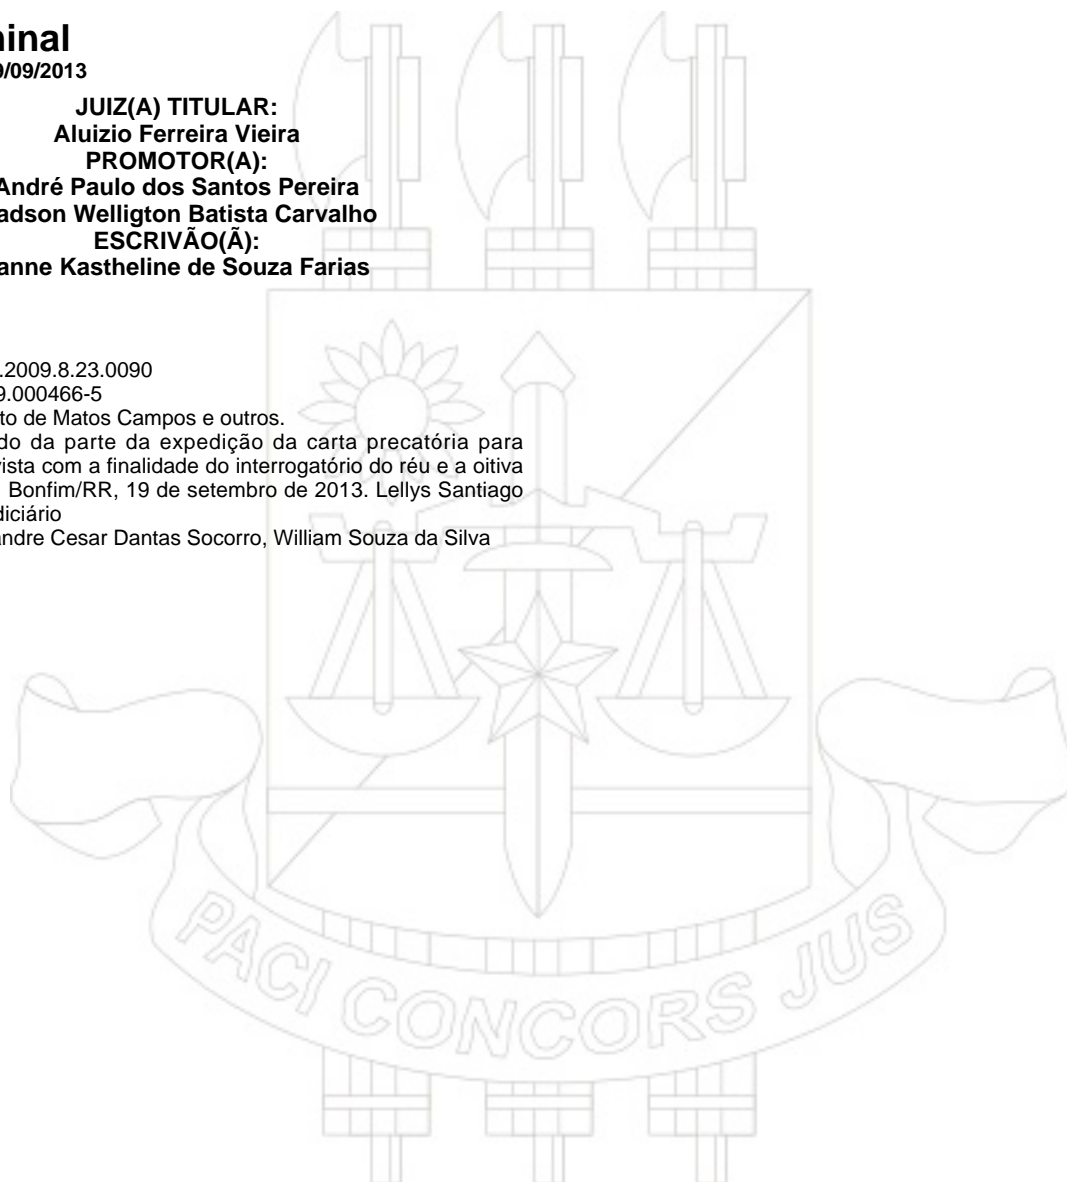 ninal
9/09/2013
JUIZ(A) TITULAR:
Aluizio Ferreira Vieira
PROMOTOR(A):
André Paulo dos Santos Pereira
adson Welligton Batista Carvalho
ESCRIVÃO(Ã):
anne Kastheline de Souza Farias
.2009.8.23.0090
9.000466-5
to de Matos Campos e outros.
do da parte da expedição da carta precatória para
vista com a finalidade do interrogatório do réu e a oitiva
Bonfim/RR, 19 de setembro de 2013. Lellys Santiago
diciário
andre Cesar Dantas Socorro, William Souza da Silva
PACI CONCORS JUS